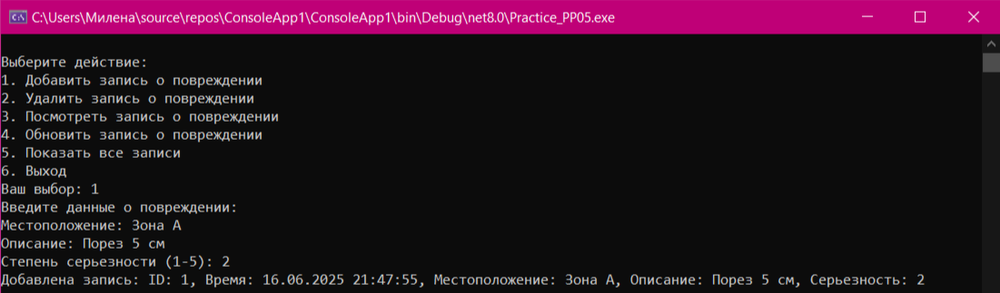 C:\Users\Милена\source\repos\ConsoleApp1\ConsoleApp1\bin\Debug\net8.0\Practice_PP05.exe
Выберите действие:
1. Добавить запись о повреждении
2. Удалить запись о повреждении
3. Посмотреть запись о повреждении
4. Обновить запись о повреждении
5. Показать все записи
6. Выход
Ваш выбор: 1
Введите данные о повреждении:
Местоположение: Зона А
Описание: Порез 5 см
Степень серьезности (1-5): 2
Добавлена запись: ID: 1, Время: 16.06.2025 21:47:55, Местоположение: Зона А, Описание: Порез 5 см, Серьезность: 2